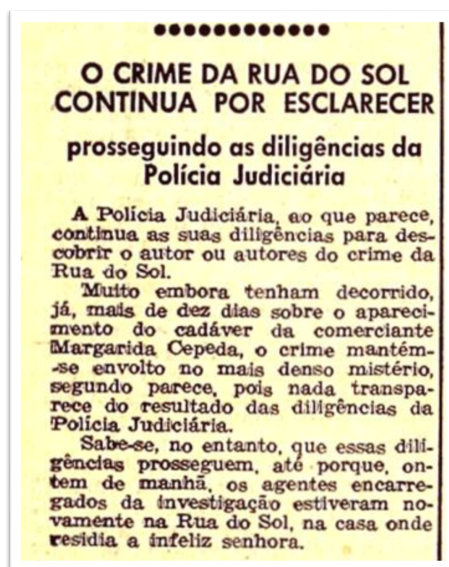 O CRIME DA RUA DO SOL
CONTINUA POR ESCLARECER
prosseguindo as diligências da
Polícia Judiciária
A Polícia Judiciária, ao que parece,
continua as suas diligências para des-
cobrir o autor ou autores do crime da
Rua do Sol.
Muito embora tenham decorrido,
já, mais de dez dias sobre o apareci-
mento do cadáver da comerciante
Margarida Cepeda, o crime mantém-
-se envolto no mais denso mistério,
segundo parece, pois nada transpa-
rece do resultado das diligências da
Polícia Judiciária.
Sabe-se, no entanto, que essas dili-
gências prosseguem, até porque, on-
tem de manhã, os agentes encarre-
gados da investigação estiveram no-
vamente na Rua do Sol, na casa onde
residia a infeliz senhora.